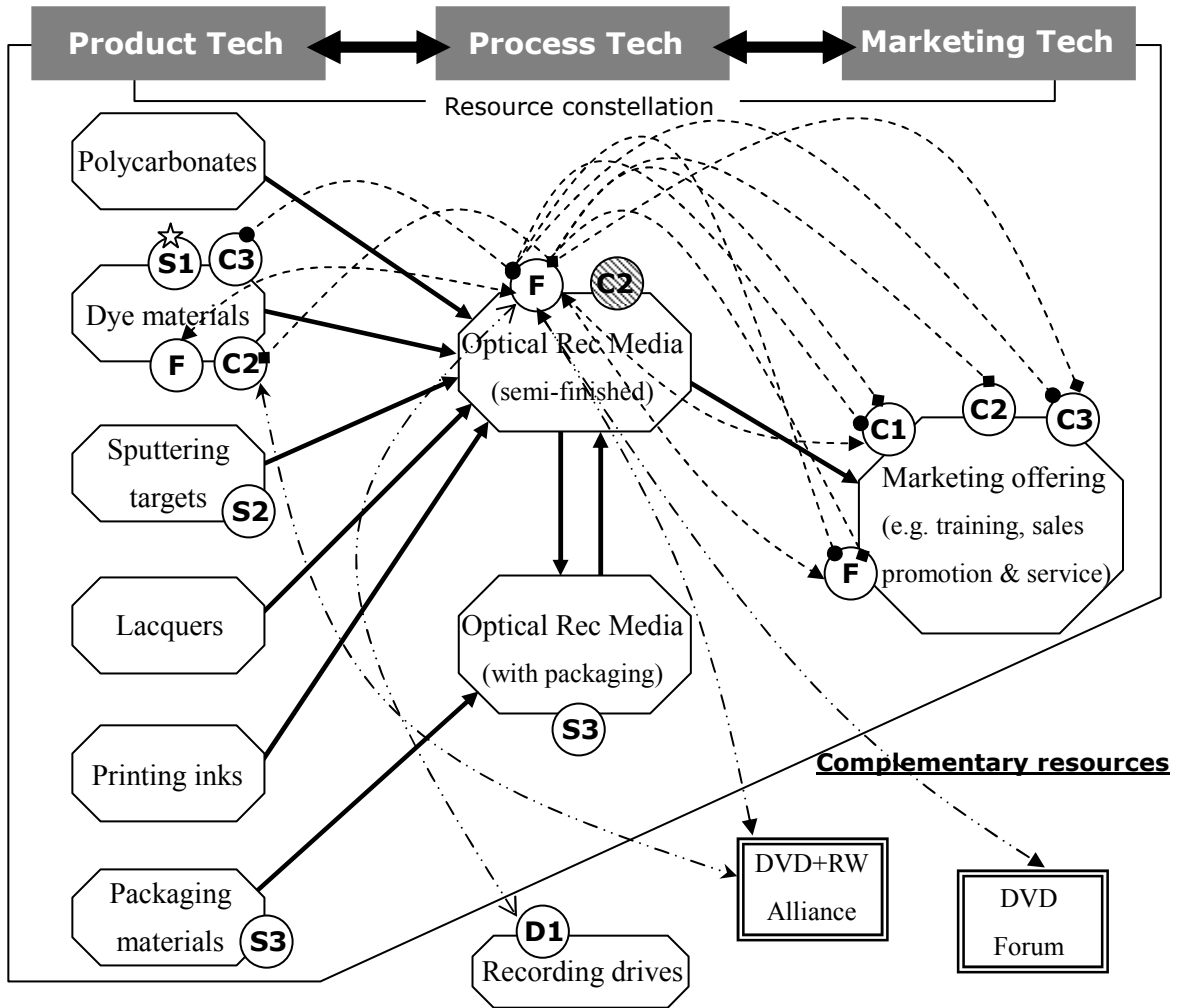 Product Tech
Process Tech
Marketing Tech
Resource constellation
Polycarbonates
S1
C3
Dye materials
F
C2
Sputtering
targets
S2
Lacquers
Printing inks
Packaging
materials
S3
F
C2
Optical Rec Media
(semi-finished)
Optical Rec Media
(with packaging)
S3
C1
C2
C3
Marketing offering
(e.g. training, sales
promotion & service)
F
Complementary resources
D1
Recording drives
DVD+RW
Alliance
DVD
Forum